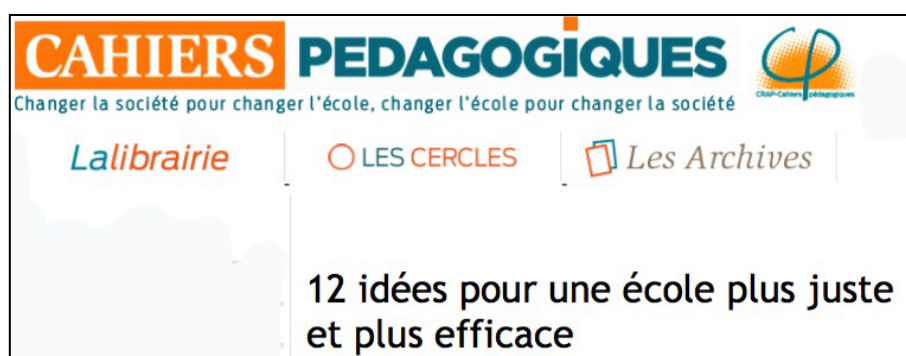 CAHIERS PEDAGOGIQUES
CRAP-Cahiers pédagogiques
Changer la société pour changer l'école, changer l'école pour changer la société
Lalibrairie LES CERCLES Les Archives
12 idées pour une école plus juste
et plus efficace